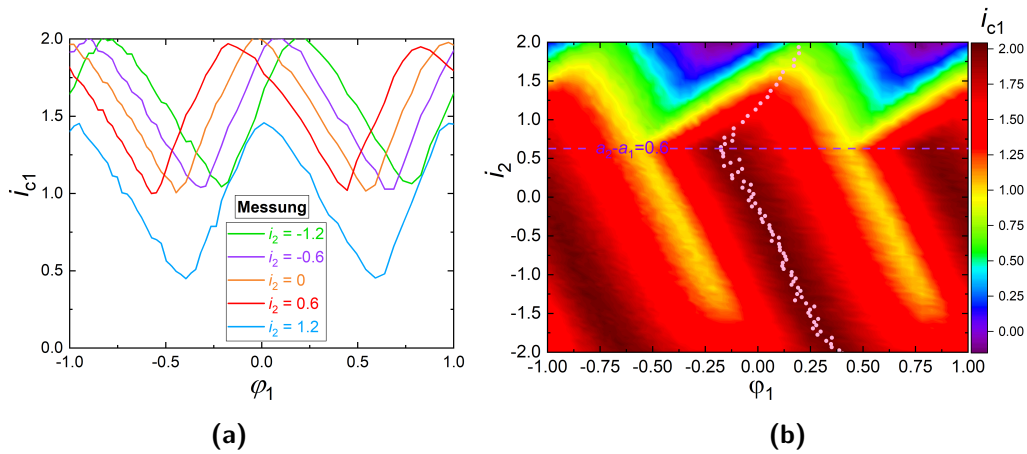 2.0
1.5
1.0
0.5
0.0
-1.0
-0.5
0.0
0.5
1.0
i_c1
φ_1
Messung
i_2 = -1.2
i_2 = -0.6
i_2 = 0
i_2 = 0.6
i_2 = 1.2
(a)
2.0
1.5
1.0
0.5
0.0
-0.5
-1.0
-1.5
-2.0
-1.00
-0.75
-0.50
-0.25
0.00
0.25
0.50
0.75
1.00
i_2
φ_1
-a_1=0.6
i_c1
2.00
1.75
1.50
1.25
1.00
0.75
0.50
0.25
0.00
(b)